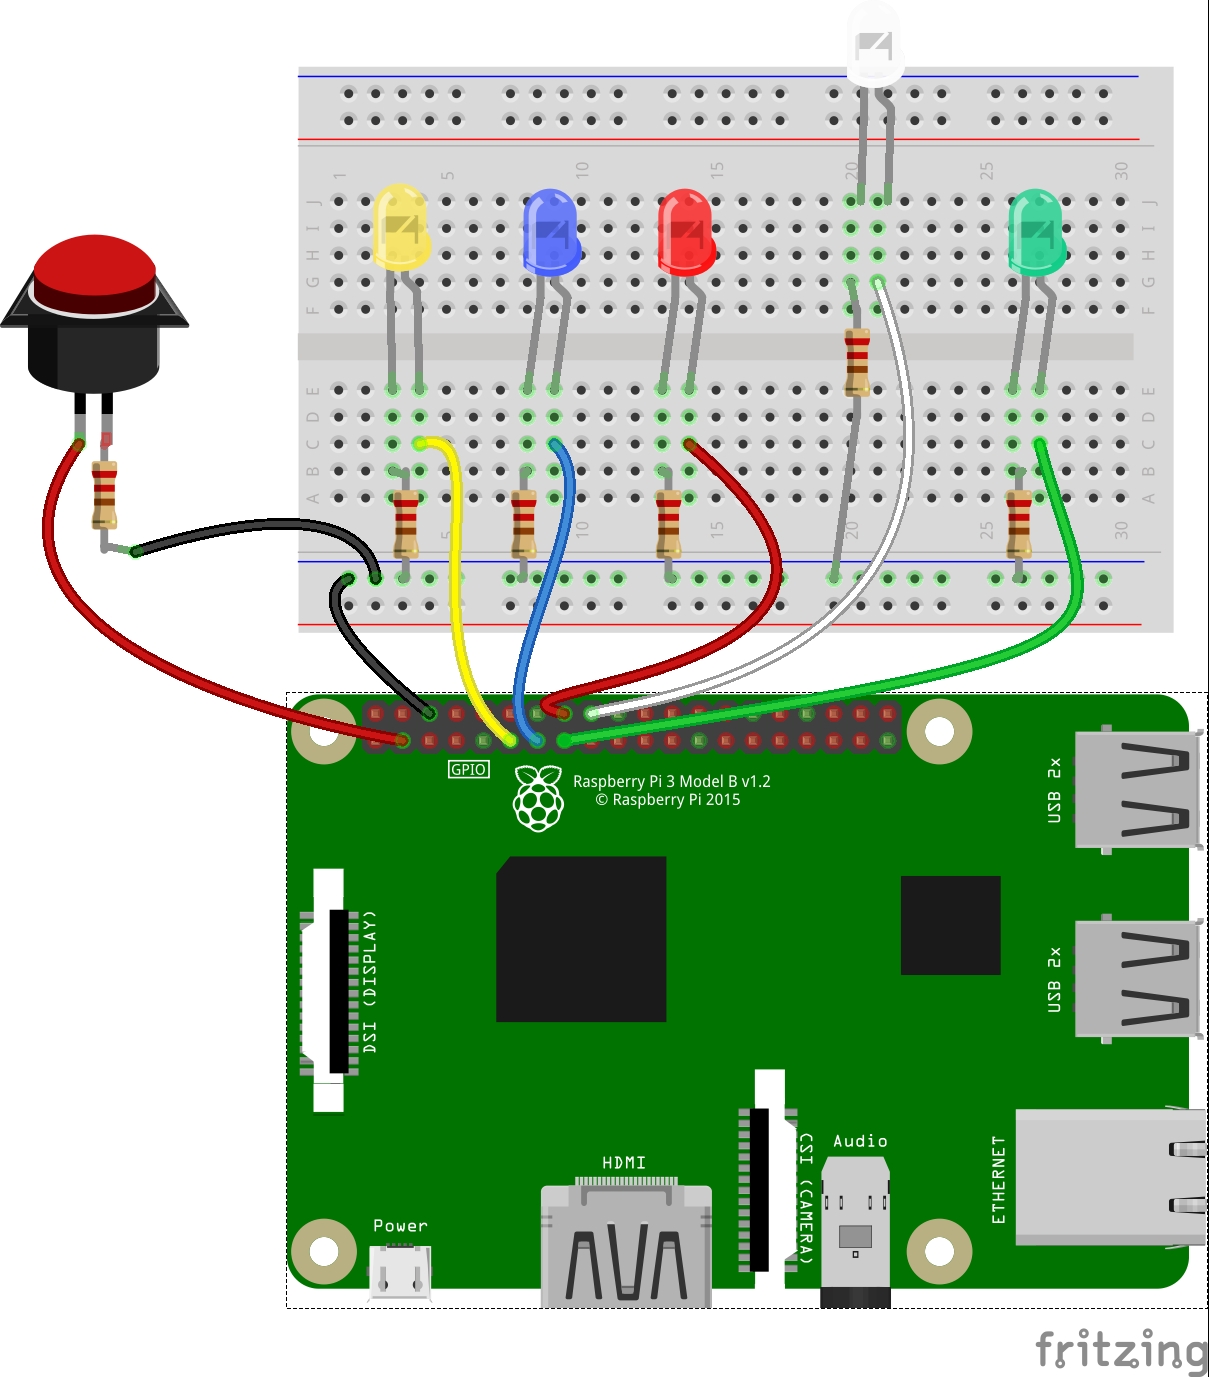 1 5 10 15 20 25 30
J J
I I
H H
G G
F F
E E
D D
C C
B B
A A
5 10 15 20 25 30
GPIO
Raspberry Pi 3 Model B v1.2
© Raspberry Pi 2015
USB 2x
DSI (DISPLAY)
USB 2x
CSI (CAMERA)
Audio
ETHERNET
HDMI
Power
fritzing